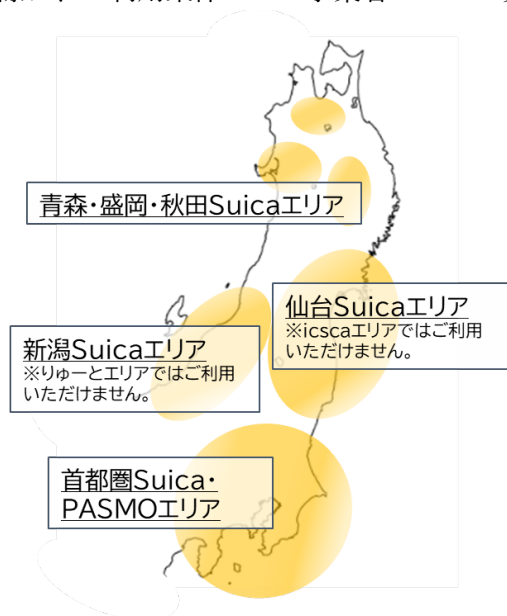 青森・盛岡・秋田Suicaエリア
仙台Suicaエリア
※icscaエリアではご利用
いただけません。
新潟Suicaエリア
※りゅーとエリアではご利用
いただけません。
首都圏Suica・
PASMOエリア